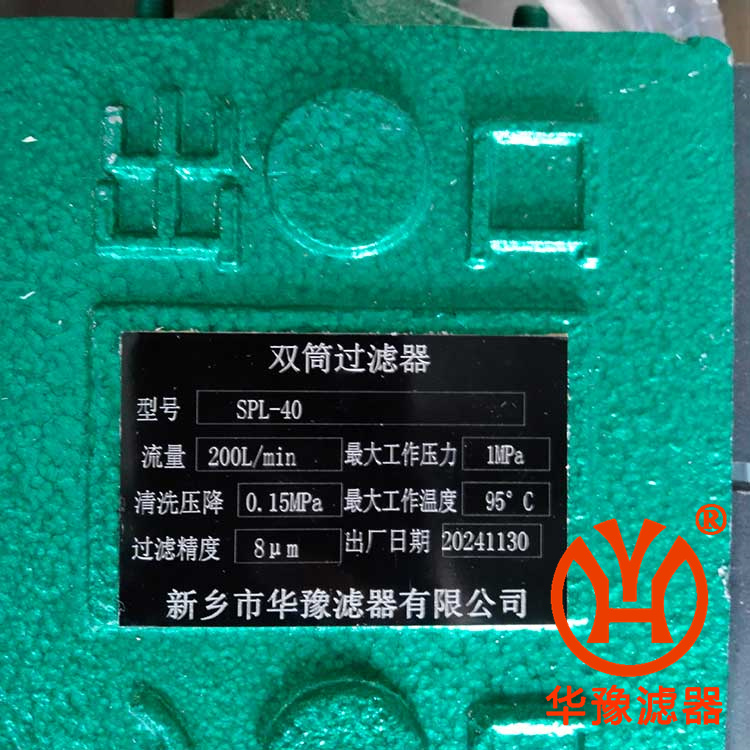 出口
双筒过滤器
型号 SPL-40
流量 200L/min 最大工作压力 1MPa
清洗压降 0.15MPa 最大工作温度 95°C
过滤精度 8μm 出厂日期 20241130
新乡市华豫滤器有限公司
®
华豫滤器